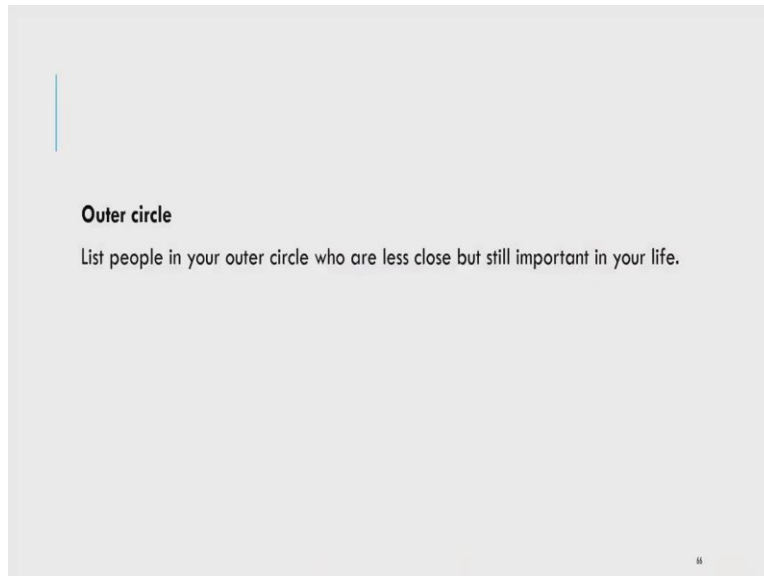 Outer circle
List people in your outer circle who are less close but still important in your life.
66